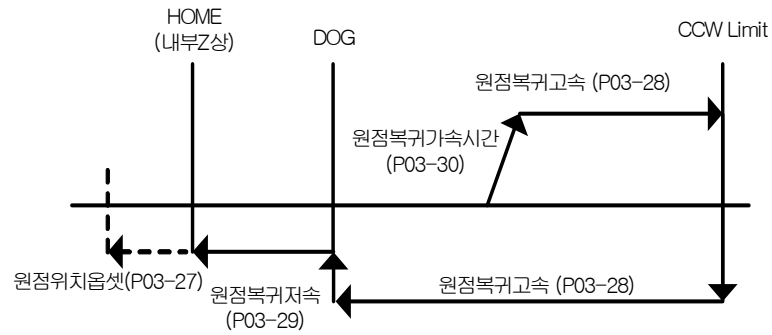 HOME
(내부Z상)
DOG
CCW Limit
원점복귀고속 (P03-28)
원점복귀가속시간
(P03-30)
원점위치옵셋(P03-27)
원점복귀저속
(P03-29)
원점복귀고속 (P03-28)